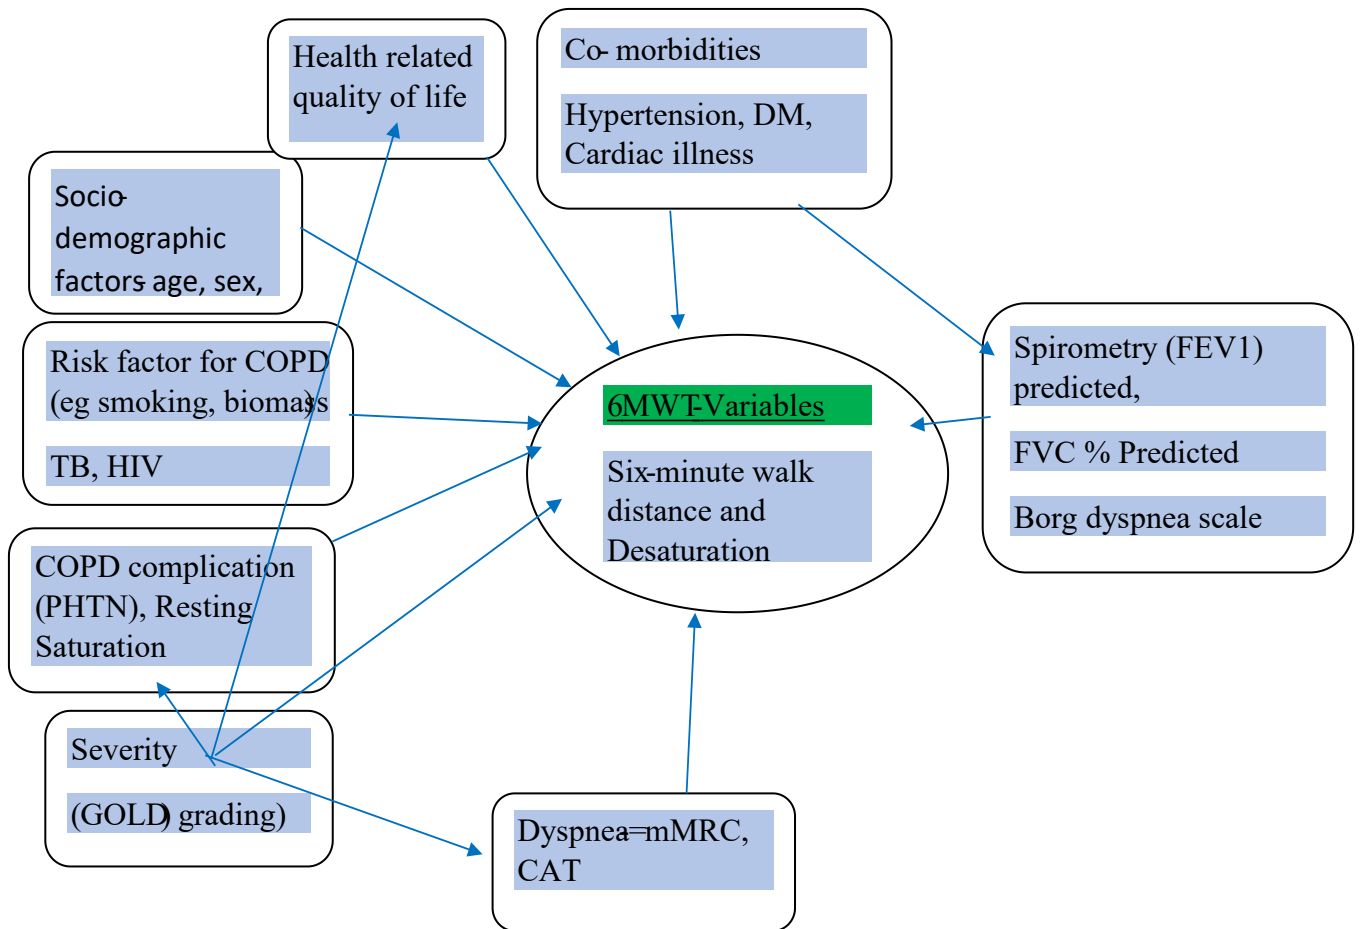 Health related
quality of life
Co- morbidities
Hypertension, DM,
Cardiac illness
Socio-
demographic
factors- age, sex,
Risk factor for COPD
(eg smoking, biomass)
TB, HIV
COPD complication
(PHTN), Resting
Saturation
Severity
(GOLD) grading)
6MWT-Variables
Six-minute walk
distance and
Desaturation
Spirometry (FEV1)
predicted,
FVC % Predicted
Borg dyspnea scale
Dyspnea-=mMRC,
CAT